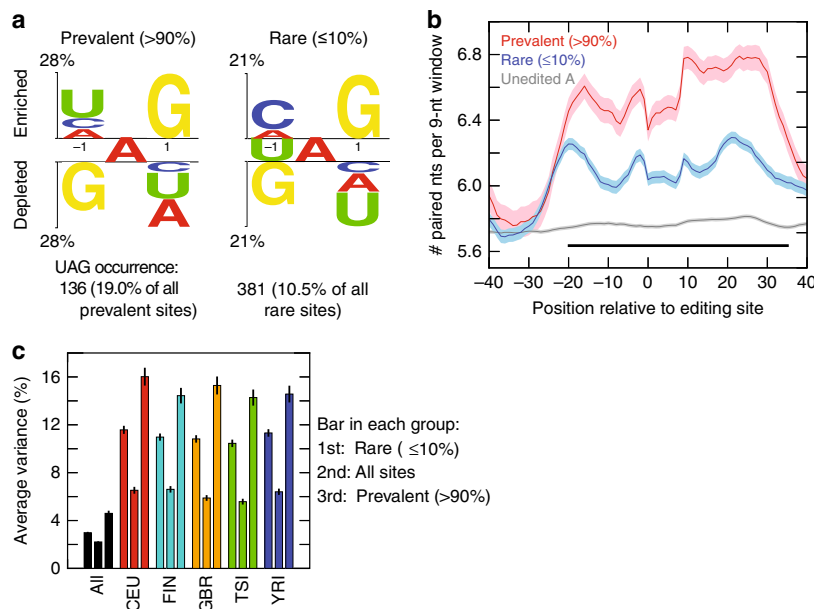 a
Prevalent (>90%)
Rare (≤10%)
28%
21%
Enriched
Depleted
U
C
A
G
−1
A
1
G
C
U
A
28%
C
A
G
−1
A
1
U
G
C
A
U
21%
UAG occurrence:
136 (19.0% of all
prevalent sites)
381 (10.5% of all
rare sites)
b
Prevalent (>90%)
Rare (≤10%)
Unedited A
# paired nts per 9-nt window
6.8
6.4
6.0
5.6
−40 −30 −20 −10 0 10 20 30 40
Position relative to editing site
c
Average variance (%)
16
12
8
4
0
All CEU FIN GBR TSI YRI
Bar in each group:
1st: Rare ( ≤10%)
2nd: All sites
3rd: Prevalent (>90%)